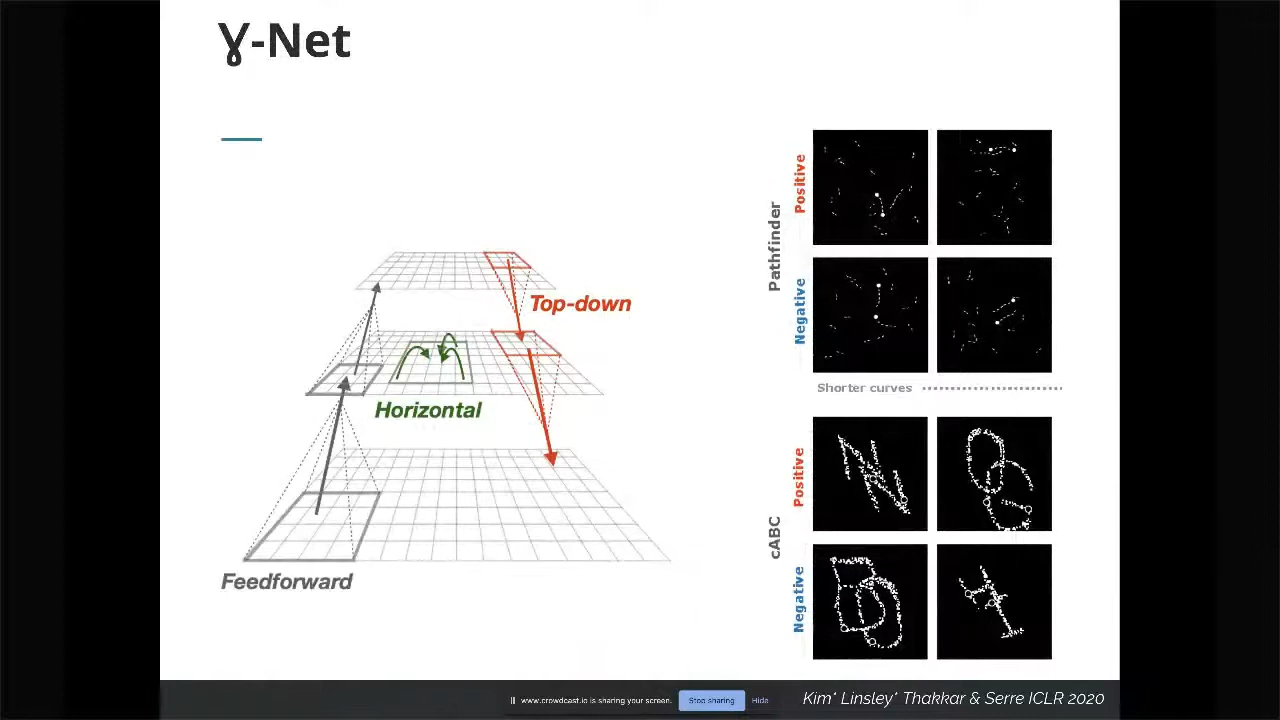 Ɣ-Net
Top-down
Horizontal
Feedforward
Pathfinder
Positive
Negative
Shorter curves
cABC
Positive
Negative
www.crowdcast.io is sharing your screen.
Stop sharing
Hide
Kim* Linsley* Thakkar & Serre ICLR 2020